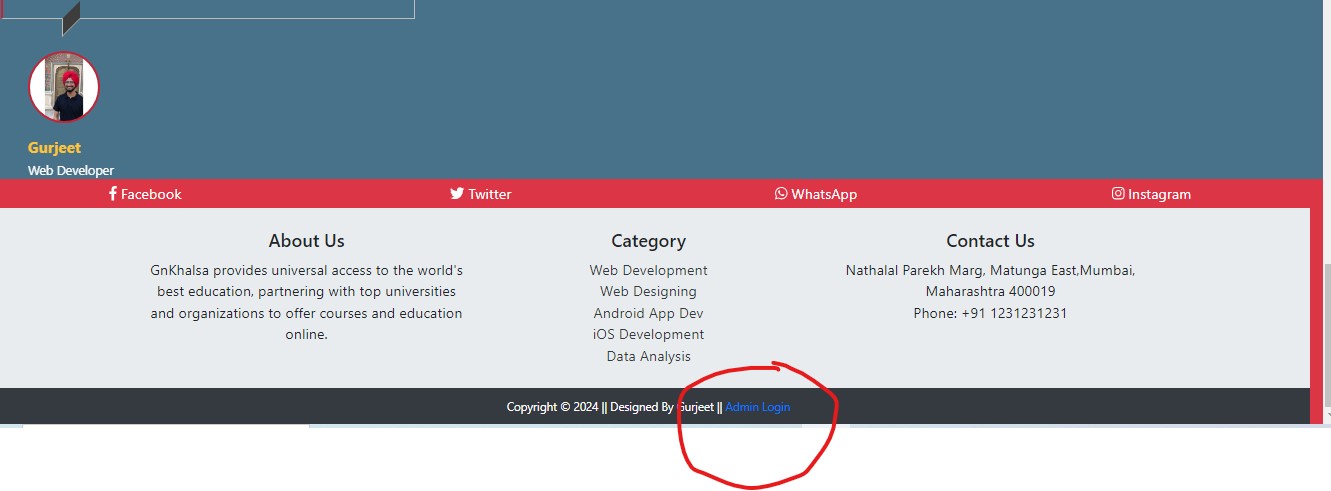 Gurjeet
Web Developer
Facebook
Twitter
WhatsApp
Instagram
About Us
GnKhalsa provides universal access to the world's
best education, partnering with top universities
and organizations to offer courses and education
online.
Category
Web Development
Web Designing
Android App Dev
iOS Development
Data Analysis
Contact Us
Nathalal Parekh Marg, Matunga East,Mumbai,
Maharashtra 400019
Phone: +91 1231231231
Copyright © 2024 || Designed By Gurjeet || Admin Login